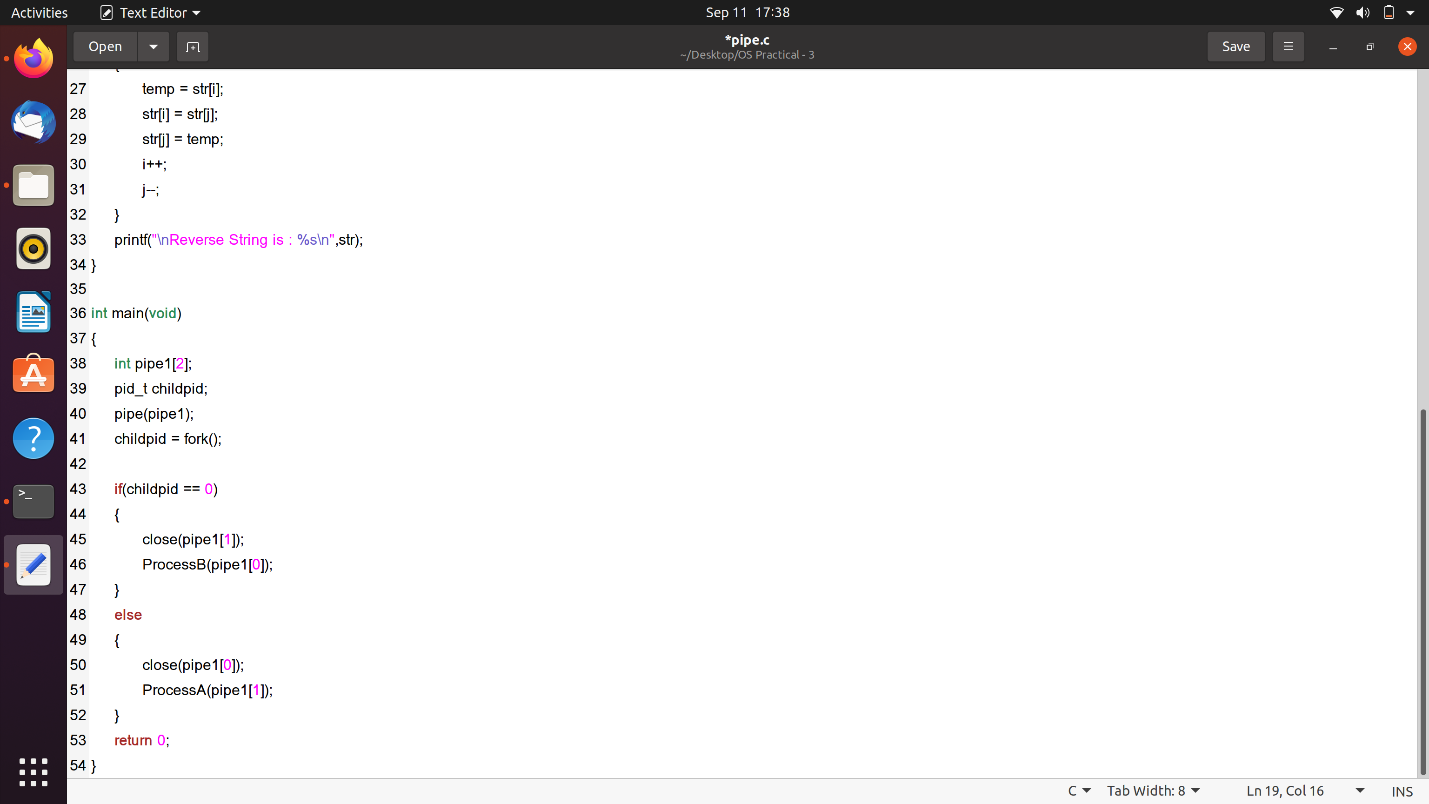 Activities Text Editor Sep 11 17:38
Open *pipe.c Save
~/Desktop/OS Practical - 3
{
27 temp = str[i];
28 str[i] = str[j];
29 str[j] = temp;
30 i++;
31 j--;
32 }
33 printf("\nReverse String is : %s\n",str);
34 }
35
36 int main(void)
37 {
38 int pipe1[2];
39 pid_t childpid;
40 pipe(pipe1);
41 childpid = fork();
42
43 if(childpid == 0)
44 {
45 close(pipe1[1]);
46 ProcessB(pipe1[0]);
47 }
48 else
49 {
50 close(pipe1[0]);
51 ProcessA(pipe1[1]);
52 }
53 return 0;
54 }
C Tab Width: 8 Ln 19, Col 16 INS